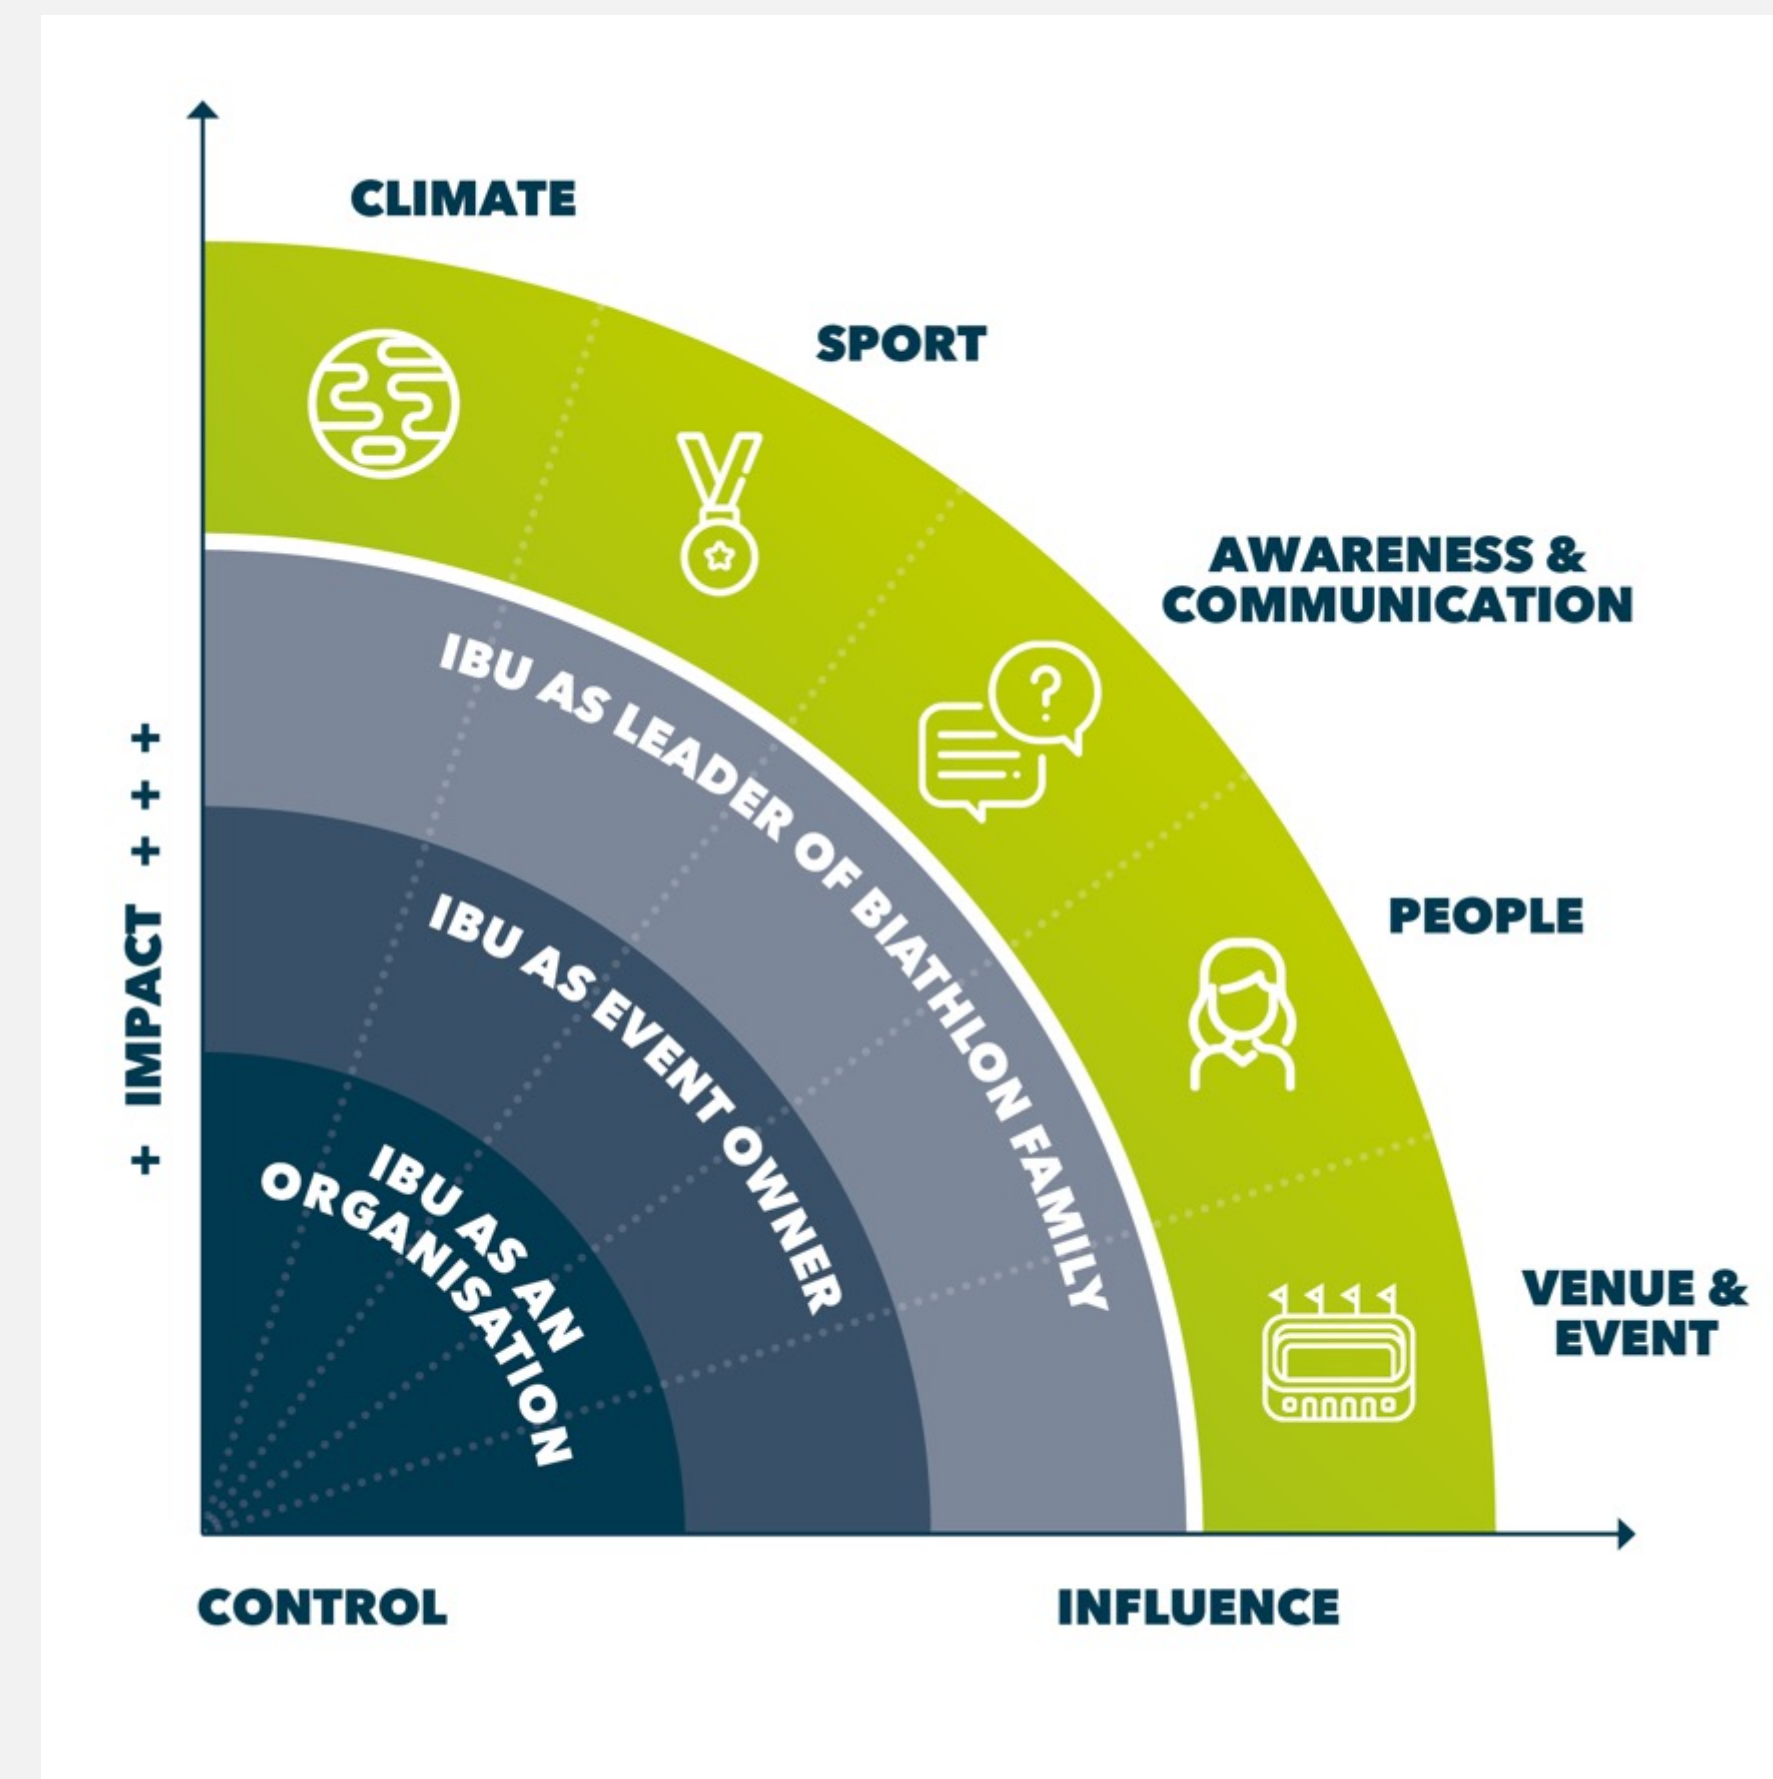 CLIMATE
SPORT
AWARENESS &
COMMUNICATION
PEOPLE
VENUE &
EVENT
IBU AS LEADER OF BIATHLON FAMILY
IBU AS EVENT OWNER
IBU AS AN
ORGANISATION
+ IMPACT + + +
CONTROL
INFLUENCE
?